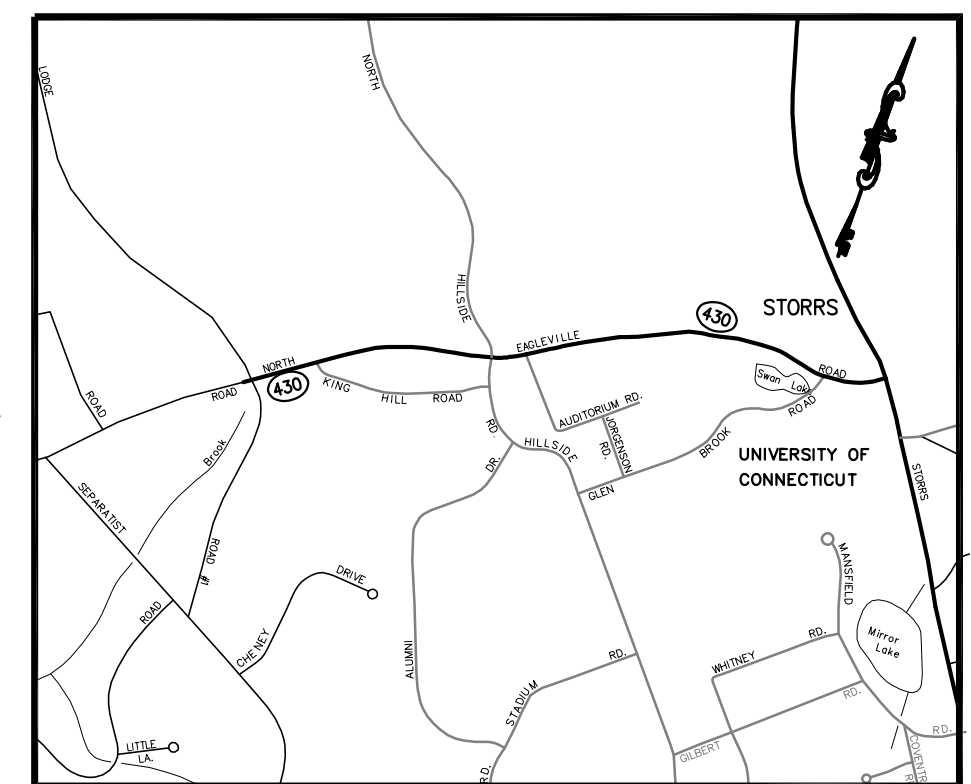 LODGE
NORTH
HILLSIDE
430
STORRS
EAGLEVILLE
NORTH
ROAD
430
ROAD
KING
HILL
ROAD
Swan Lake
ROAD
ROAD
AUDITORIUM RD.
JORGENSON
RD.
RD.
HILLSIDE
DR.
BROOK
Brook
UNIVERSITY OF
CONNECTICUT
STORRS
GLEN
SEPARATIST
ROAD
#1
DRIVE
MANSFIELD
ROAD
CHENEY
ALUMNI
STADIUM
RD.
WHITNEY
RD.
Mirror
Lake
RD.
GILBERT
RD.
LITTLE
LA.
RD.